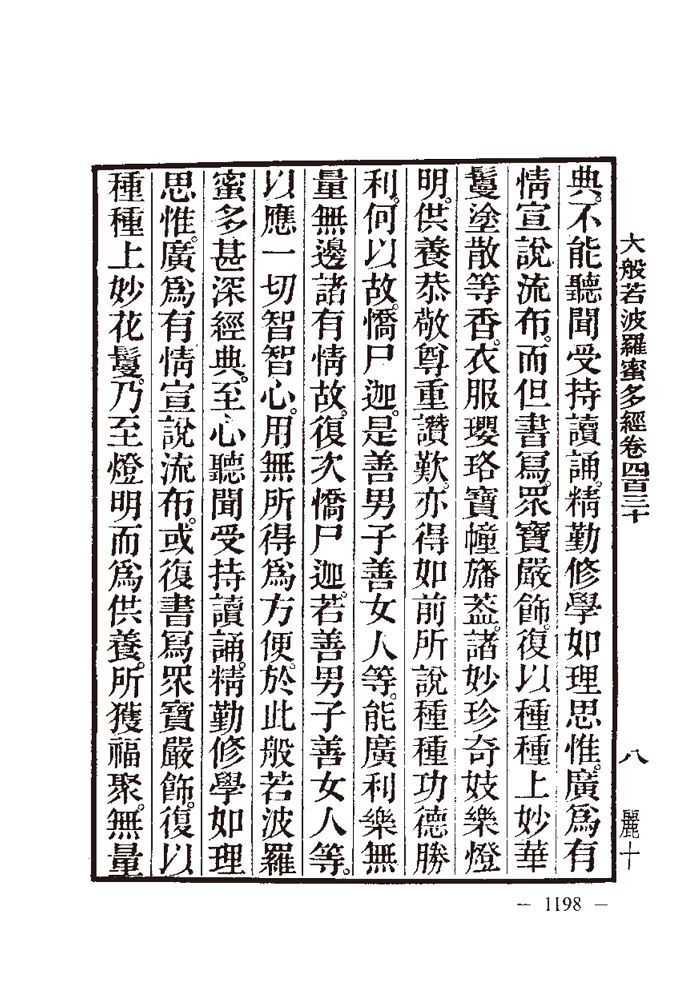 大般若波羅蜜多經卷四百三十
八
麗十
典。不能聽聞受持讀誦。精勤修學如理思惟。廣爲有
情宣說流布。而但書寫。眾寶嚴飾。復以種種上妙華
鬘塗散等香。衣服瓔珞寶幢旛蓋。諸妙珍奇妓樂燈
明。供養恭敬尊重讚歎。亦得如前所說種種功德勝
利。何以故。憍尸迦。是善男子善女人等。能廣利樂無
量無邊諸有情故。復次憍尸迦。若善男子善女人等。
以應一切智智心。用無所得爲方便。於此般若波羅
蜜多甚深經典。至心聽聞受持讀誦。精勤修學如理
思惟。廣爲有情宣說流布。或復書寫眾寶嚴飾。復以
種種上妙花鬘。乃至燈明而爲供養。所獲福聚。無量
— 1198 —